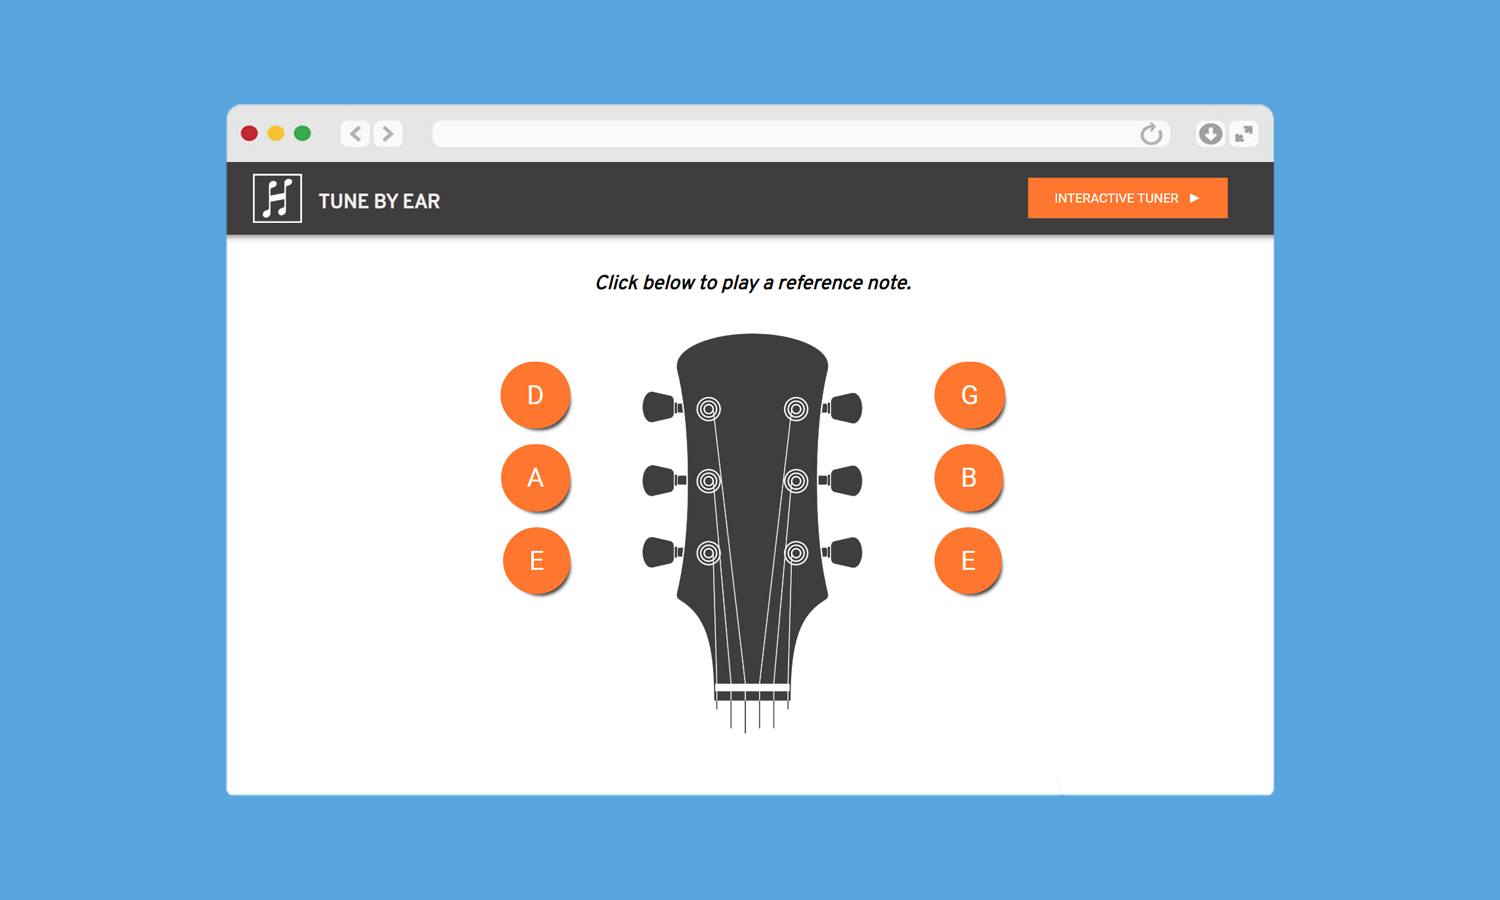 TUNE BY EAR
INTERACTIVE TUNER
Click below to play a reference note.
D
G
A
B
E
E